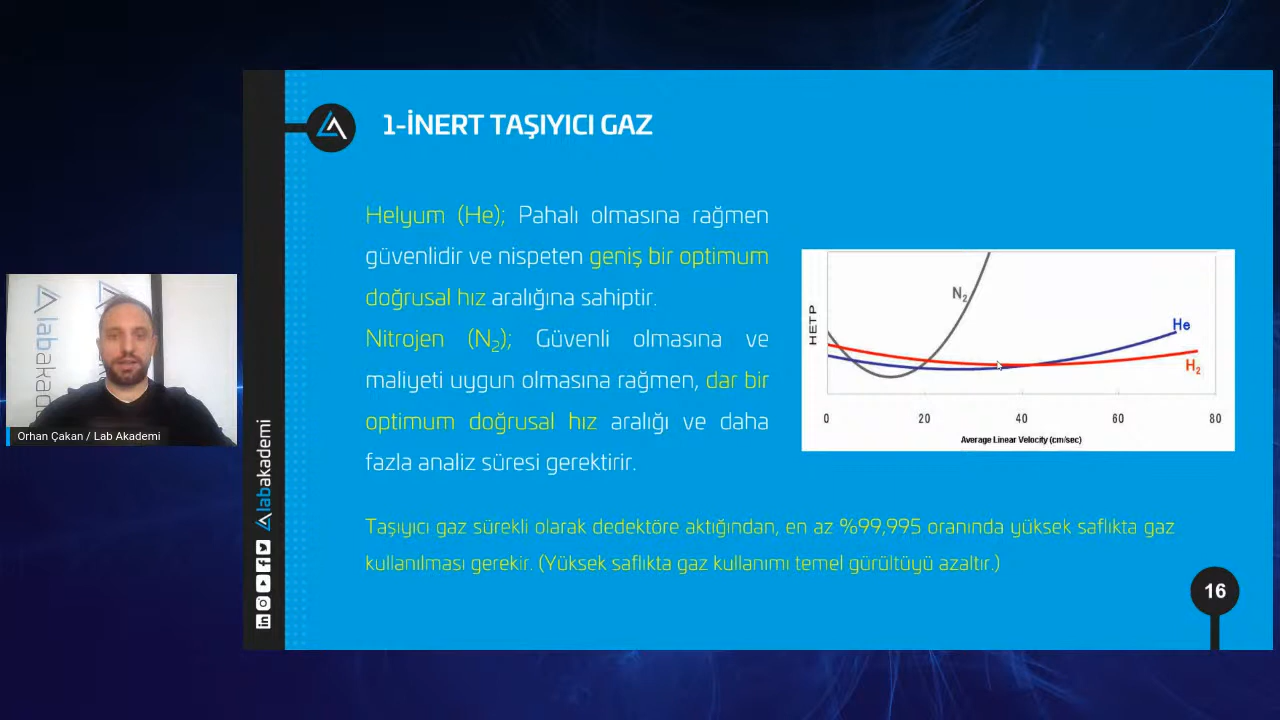 1-İNERT TAŞIYICI GAZ
Helyum (He); Pahalı olmasına rağmen
güvenlidir ve nispeten geniş bir optimum
doğrusal hız aralığına sahiptir.
Nitrojen (N₂); Güvenli olmasına ve
maliyeti uygun olmasına rağmen, dar bir
optimum doğrusal hız aralığı ve daha
fazla analiz süresi gerektirir.
HETP
N₂
He
H₂
0 20 40 60 80
Average Linear Velocity (cm/sec)
Taşıyıcı gaz sürekli olarak dedektöre aktığından, en az %99,995 oranında yüksek saflıkta gaz
kullanılması gerekir. (Yüksek saflıkta gaz kullanımı temel gürültüyü azaltır.)
16
labakademi
labakade
Orhan Çakan / Lab Akademi